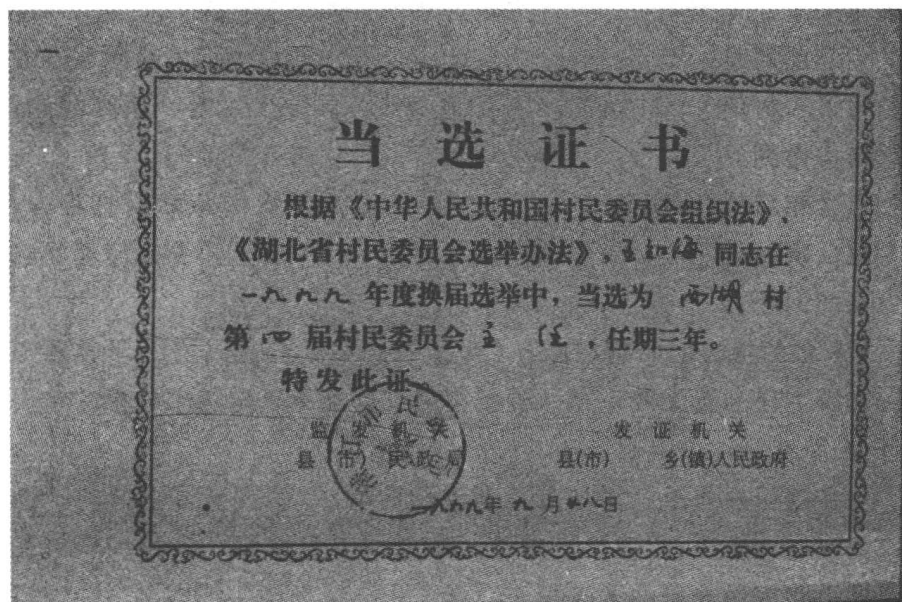 当选证书
根据《中华人民共和国村民委员会组织法》、
《湖北省村民委员会选举办法》，王 同志在
一九九九 年度换届选举中，当选为 西湖 村
第 四 届村民委员会 主 任 ，任期三年。
特发此证。
监 发 机 关 发 证 机 关
县（市）民政局 县(市) 乡(镇)人民政府
一九九九年 九 月 廿八日